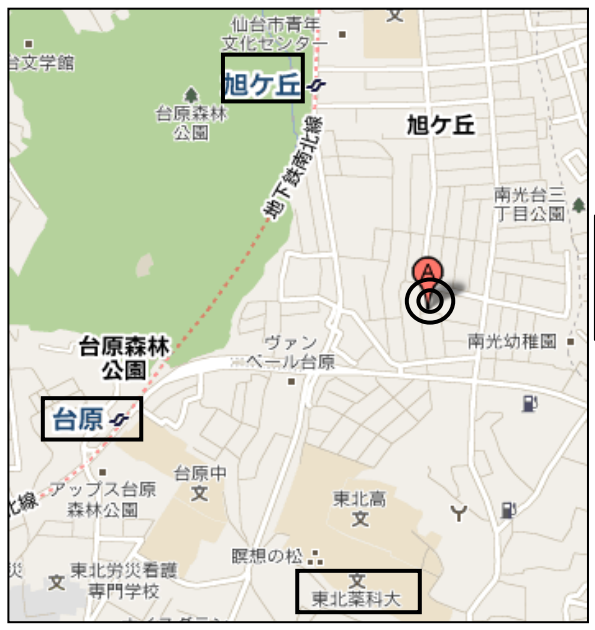 仙台市青年
文化センター
台文学館
旭ケ丘
台原森林
公園
旭ケ丘
地下鉄南北線
南光台三
丁目公園
A
南光幼稚園
ヴァン
ベール台原
台原森林
公園
台原
台原中
文
アップス台原
森林公園
東北高
文
北線
瞑想の松
文
東北薬科大
災
文
東北労災看護
専門学校